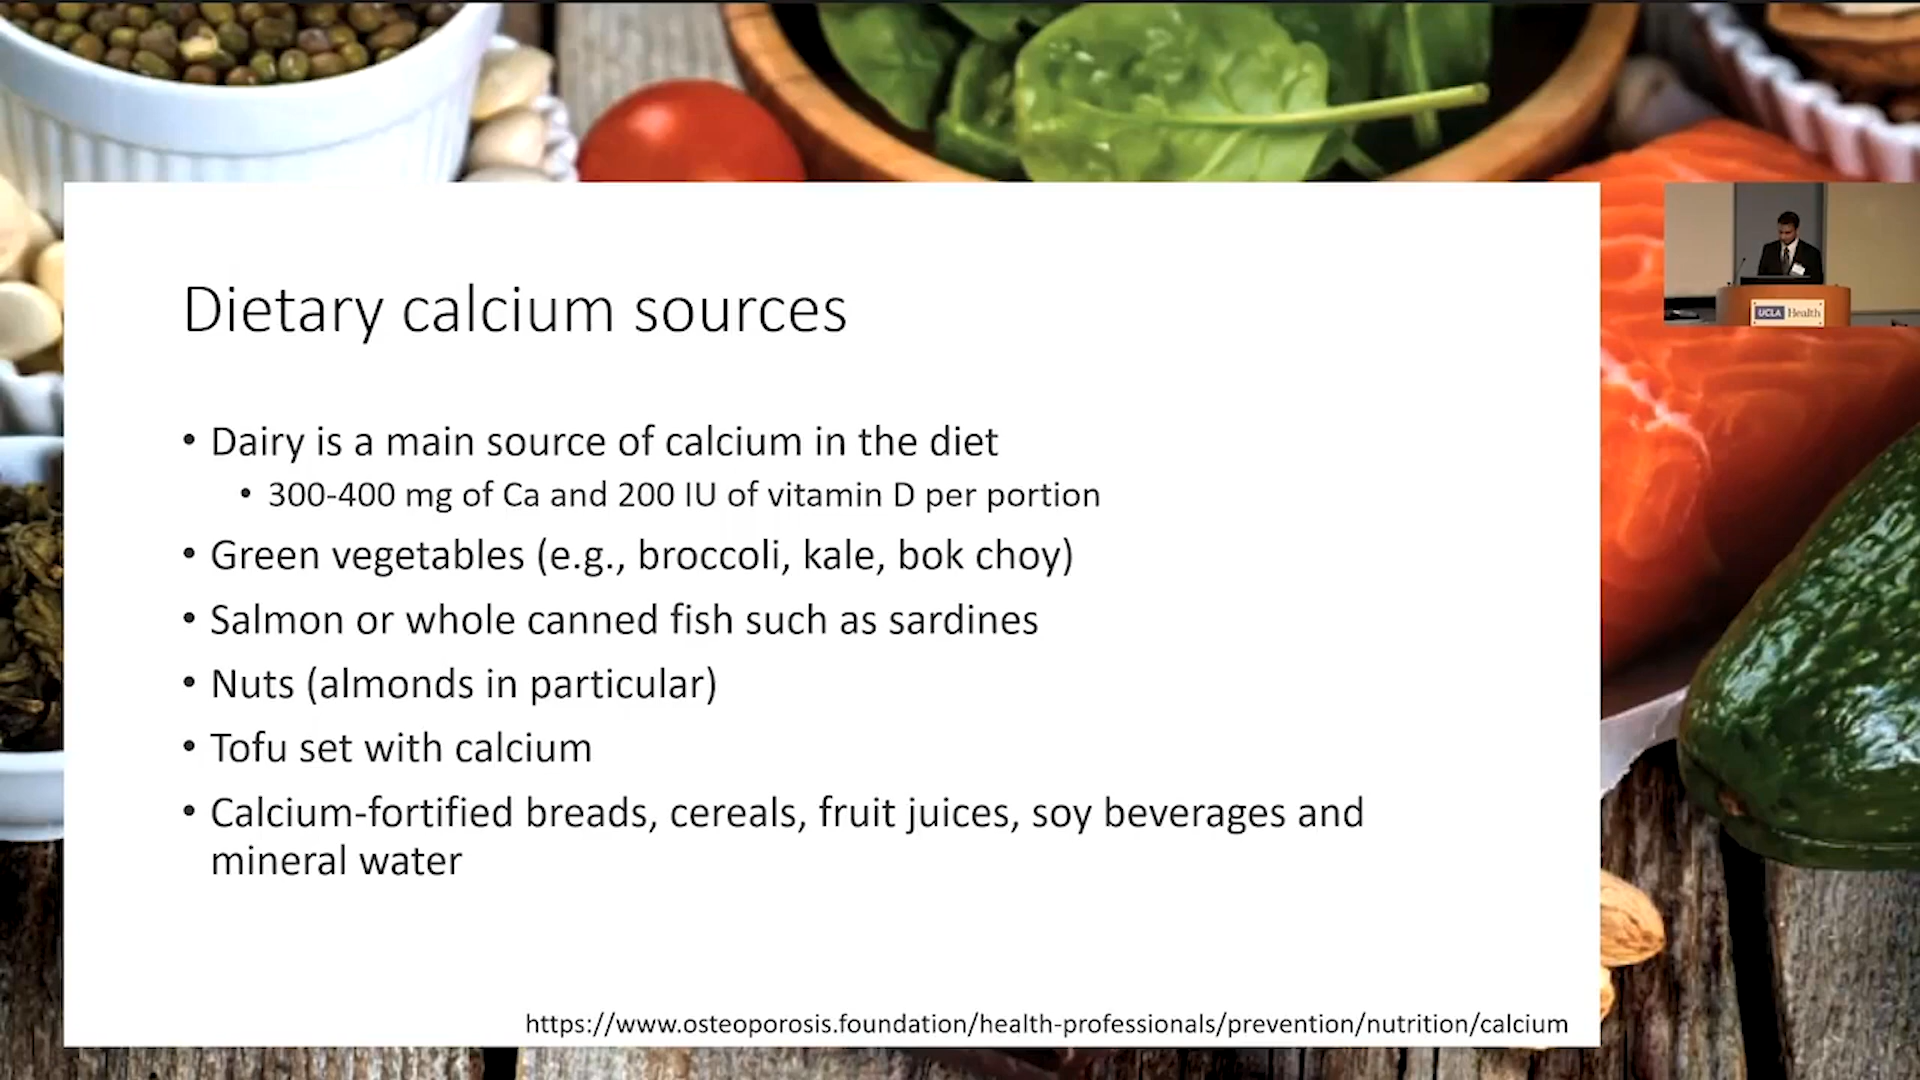 Dietary calcium sources
• Dairy is a main source of calcium in the diet
• 300-400 mg of Ca and 200 IU of vitamin D per portion
• Green vegetables (e.g., broccoli, kale, bok choy)
• Salmon or whole canned fish such as sardines
• Nuts (almonds in particular)
• Tofu set with calcium
• Calcium-fortified breads, cereals, fruit juices, soy beverages and
mineral water
https://www.osteoporosis.foundation/health-professionals/prevention/nutrition/calcium
UCLA Health